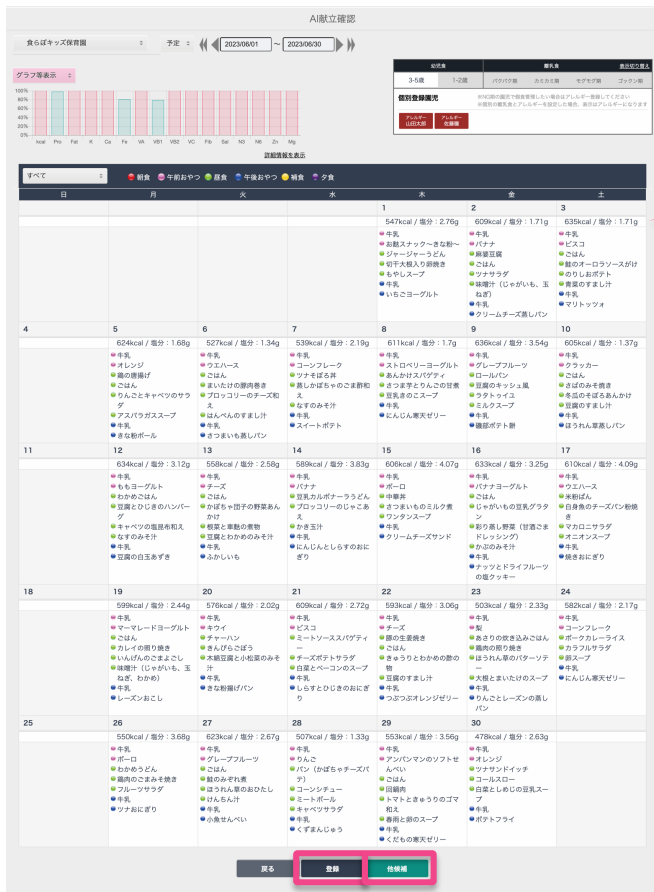 AI献立確認
食らぼキッズ保育園
予定
2023/06/01 ~ 2023/06/30
グラフ等表示
100%
80%
60%
40%
20%
0%
kcal Pro Fat K Ca Fe VA VB1 VB2 VC Fib Sal N3 N6 Zn Mg
詳細情報を表示
幼児食 離乳食 表示切り替え
3-5歳 1-2歳 パクパク期 カミカミ期 モグモグ期 ゴックン期
個別登録園児
アレルギー 山田太郎
アレルギー 佐藤瞳
すべて
朝食 午前おやつ 昼食 午後おやつ 補食 夕食
日 月 火 水 木 金 土
1
547kcal / 塩分:2.76g
牛乳
お麩スナック〜きな粉〜
ジャージャーうどん
切干大根入り卵焼き
もやしスープ
牛乳
いちごヨーグルト
2
609kcal / 塩分:1.71g
牛乳
バナナ
麻婆豆腐
ごはん
ツナサラダ
味噌汁(じゃがいも、玉
ねぎ)
牛乳
クリームチーズ蒸しパン
3
635kcal / 塩分:1.71g
牛乳
ビスコ
ごはん
鮭のオーロラソースがけ
のりしおポテト
青菜のすまし汁
牛乳
マリトッツォ
4
5
624kcal / 塩分:1.68g
牛乳
オレンジ
鶏の唐揚げ
ごはん
りんごとキャベツのサラ
ダ
アスパラガススープ
牛乳
きな粉ボール
6
527kcal / 塩分:1.34g
牛乳
ウエハース
ごはん
まいたけの豚肉巻き
ブロッコリーのチーズ和
え
はんぺんのすまし汁
牛乳
さつまいも蒸しパン
7
539kcal / 塩分:2.19g
牛乳
コーンフレーク
ツナそぼろ丼
蒸しかぼちゃのごま酢和
え
なすのみそ汁
牛乳
スイートポテト
8
611kcal / 塩分:1.7g
牛乳
ストロベリーヨーグルト
あんかけスパゲティ
さつま芋とりんごの甘煮
豆乳きのこスープ
牛乳
にんじん寒天ゼリー
9
636kcal / 塩分:3.54g
牛乳
グレープフルーツ
ロールパン
豆腐のキッシュ風
ラタトゥイユ
ミルクスープ
牛乳
磯部ポテト餅
10
605kcal / 塩分:1.37g
牛乳
クラッカー
ごはん
さばのみそ焼き
冬瓜のそぼろあんかけ
豆腐のすまし汁
牛乳
ほうれん草蒸しパン
11
12
634kcal / 塩分:3.12g
牛乳
ももヨーグルト
わかめごはん
豆腐とひじきのハンバー
グ
キャベツの塩昆布和え
なすのみそ汁
牛乳
豆腐の白玉あずき
13
558kcal / 塩分:2.58g
牛乳
チーズ
ごはん
かぼちゃ団子の野菜あん
かけ
根菜と車麩の煮物
豆腐とわかめのみそ汁
牛乳
ふかしいも
14
589kcal / 塩分:3.83g
牛乳
バナナ
豆乳カルボナーラうどん
ブロッコリーのじゃこあ
え
かき玉汁
牛乳
にんじんとしらすのおに
ぎり
15
606kcal / 塩分:4.07g
牛乳
ボーロ
中華丼
さつまいものミルク煮
ワンタンスープ
牛乳
クリームチーズサンド
16
633kcal / 塩分:3.25g
牛乳
バナナヨーグルト
ごはん
じゃがいもの豆乳グラタ
ン
彩り蒸し野菜(甘酒ごま
ドレッシング)
かぶのみそ汁
牛乳
ナッツとドライフルーツ
の塩クッキー
17
610kcal / 塩分:4.09g
牛乳
ウエハース
米粉ぱん
白身魚のチーズパン粉焼
き
マカロニサラダ
オニオンスープ
牛乳
焼きおにぎり
18
19
599kcal / 塩分:2.44g
牛乳
マーマレードヨーグルト
ごはん
カレイの照り焼き
いんげんのごまよごし
味噌汁(じゃがいも、玉
ねぎ、わかめ)
牛乳
レーズンおこし
20
576kcal / 塩分:2.02g
牛乳
キウイ
チャーハン
きんぴらごぼう
木綿豆腐と小松菜のみそ
汁
牛乳
きな粉揚げパン
21
609kcal / 塩分:2.72g
牛乳
ビスコ
ミートソーススパゲティ
ー
チーズポテトサラダ
白菜とベーコンのスープ
牛乳
しらすとひじきのおにぎ
り
22
593kcal / 塩分:3.06g
牛乳
チーズ
豚の生姜焼き
ごはん
きゅうりとわかめの酢の
物
豆腐のすまし汁
牛乳
つぶつぶオレンジゼリー
23
503kcal / 塩分:2.33g
牛乳
梨
あさりの炊き込みごはん
鶏肉の照り焼き
ほうれん草のバターソテ
ー
大根とまいたけのスープ
牛乳
りんごとレーズンの蒸し
パン
24
582kcal / 塩分:2.17g
牛乳
コーンフレーク
ポークカレーライス
カラフルサラダ
卵スープ
牛乳
にんじん寒天ゼリー
25
26
550kcal / 塩分:3.68g
牛乳
ボーロ
わかめうどん
鶏肉のごまみそ焼き
フルーツサラダ
牛乳
ツナおにぎり
27
623kcal / 塩分:2.67g
牛乳
グレープフルーツ
ごはん
鮭のみぞれ煮
ほうれん草のおひたし
けんちん汁
牛乳
小魚せんべい
28
507kcal / 塩分:1.33g
牛乳
りんご
パン(かぼちゃチーズパ
テ)
コーンシチュー
ミートボール
キャベツサラダ
牛乳
くずまんじゅう
29
553kcal / 塩分:3.56g
牛乳
アンパンマンのソフトせ
んべい
ごはん
回鍋肉
トマトときゅうりのゴマ
和え
春雨と卵のスープ
牛乳
くだもの寒天ゼリー
30
478kcal / 塩分:2.63g
牛乳
オレンジ
ツナサンドイッチ
コールスロー
白菜としめじの豆乳スー
プ
牛乳
ポテトフライ
戻る 登録 他候補